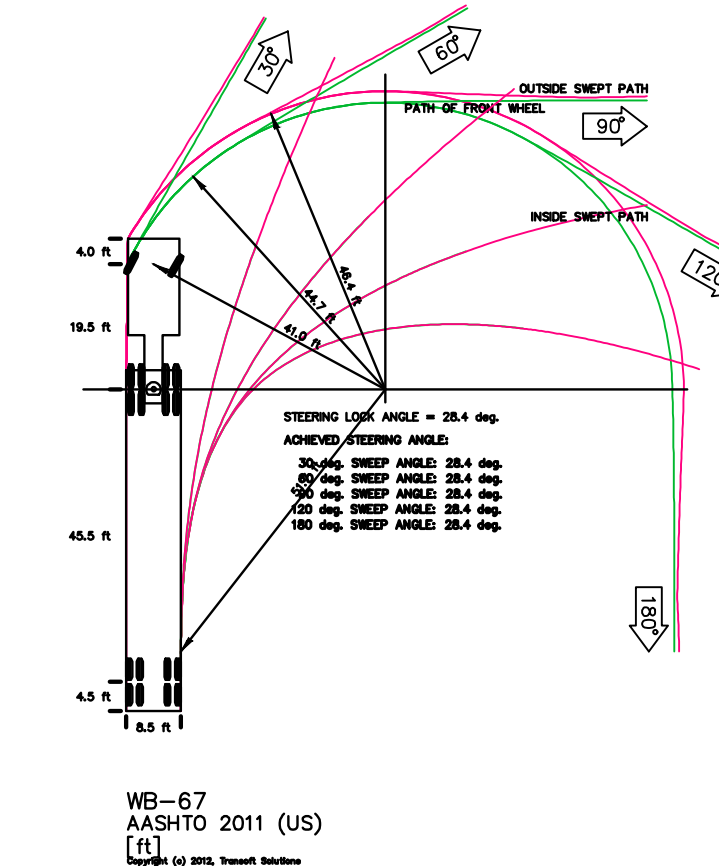 30°
60°
OUTSIDE SWEPT PATH
PATH OF FRONT WHEEL
90°
INSIDE SWEPT PATH
4.0 ft
46.4 ft
44.7 ft
41.0 ft
19.5 ft
STEERING LOCK ANGLE = 28.4 deg.
ACHIEVED STEERING ANGLE:
30 deg. SWEEP ANGLE: 28.4 deg.
60 deg. SWEEP ANGLE: 28.4 deg.
90 deg. SWEEP ANGLE: 28.4 deg.
120 deg. SWEEP ANGLE: 28.4 deg.
180 deg. SWEEP ANGLE: 28.4 deg.
45.5 ft
180°
4.5 ft
8.5 ft
WB-67
AASHTO 2011 (US)
[ft]
Copyright (c) 2012, Transoft Solutions